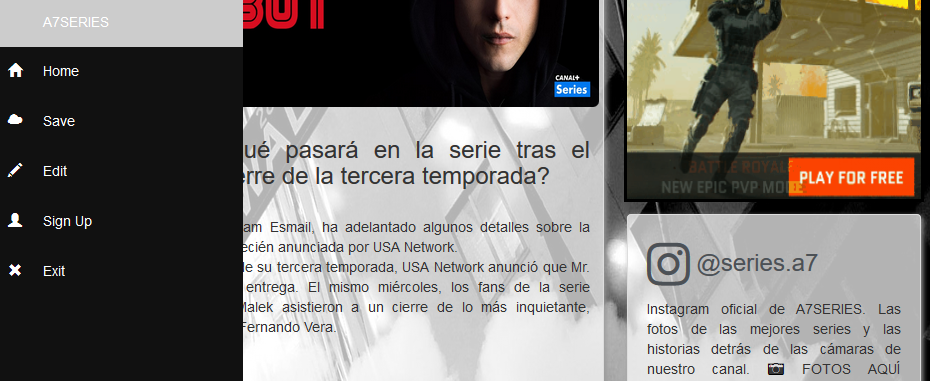 A7SERIES
Home
Save
Edit
Sign Up
Exit
CANAL+
Series
ué pasará en la serie tras el
rre de la tercera temporada?
am Esmail, ha adelantado algunos detalles sobre la
ecién anunciada por USA Network.
de su tercera temporada, USA Network anunció que Mr.
entrega. El mismo miércoles, los fans de la serie
Malek asistieron a un cierre de lo más inquietante,
Fernando Vera.
BATTLE ROYALE
NEW EPIC PVP MODE
PLAY FOR FREE
@series.a7
Instagram oficial de A7SERIES. Las
fotos de las mejores series y las
historias detrás de las cámaras de
nuestro canal. 📷 FOTOS AQUÍ